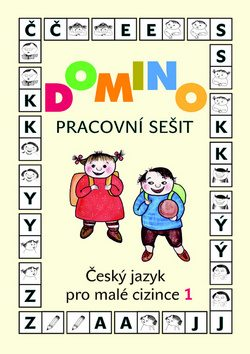 Č Č E E S
S
DOMINO
K K
K K
PRACOVNÍ SEŠIT
Y Ý
Y Ý
Český jazyk
pro malé cizince 1
Z
Z A A J J